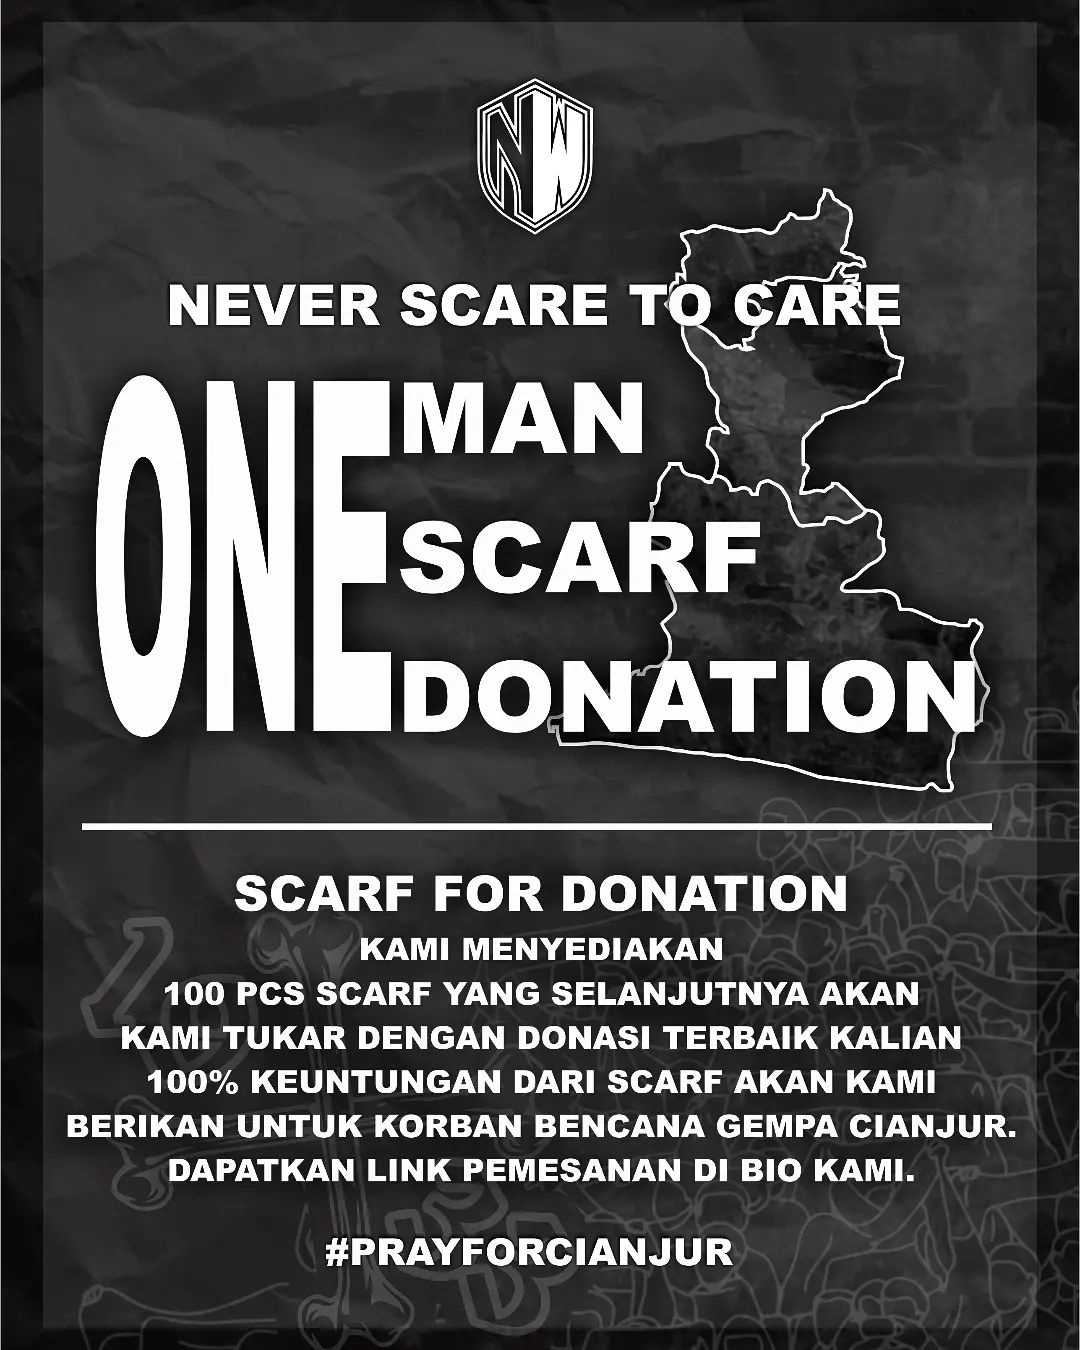 NW
NEVER SCARE TO CARE
ONE MAN
SCARF
DONATION
SCARF FOR DONATION
KAMI MENYEDIAKAN
100 PCS SCARF YANG SELANJUTNYA AKAN
KAMI TUKAR DENGAN DONASI TERBAIK KALIAN
100% KEUNTUNGAN DARI SCARF AKAN KAMI
BERIKAN UNTUK KORBAN BENCANA GEMPA CIANJUR.
DAPATKAN LINK PEMESANAN DI BIO KAMI.
#PRAYFORCIANJUR